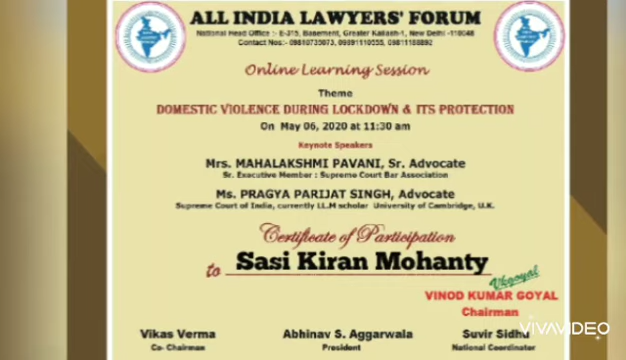 ALL INDIA LAWYERS' FORUM
National Head Office :- E-315, Basement, Greater Kailash-1, New Delhi -110048
Contact Nos:- 09810735073, 09891110555, 09811188892
Online Learning Session
Theme
DOMESTIC VIOLENCE DURING LOCKDOWN & ITS PROTECTION
On May 06, 2020 at 11:30 am
Keynote Speakers
Mrs. MAHALAKSHMI PAVANI, Sr. Advocate
Sr. Executive Member : Supreme Court Bar Association
Ms. PRAGYA PARIJAT SINGH, Advocate
Supreme Court of India, currently LL.M scholar University of Cambridge, U.K.
Certificate of Participation
to Sasi Kiran Mohanty
Vkgoyal
VINOD KUMAR GOYAL
Chairman
VIVAVIDEO
Vikas Verma Abhinav S. Aggarwala Suvir Sidhu
Co- Chairman President National Coordinator